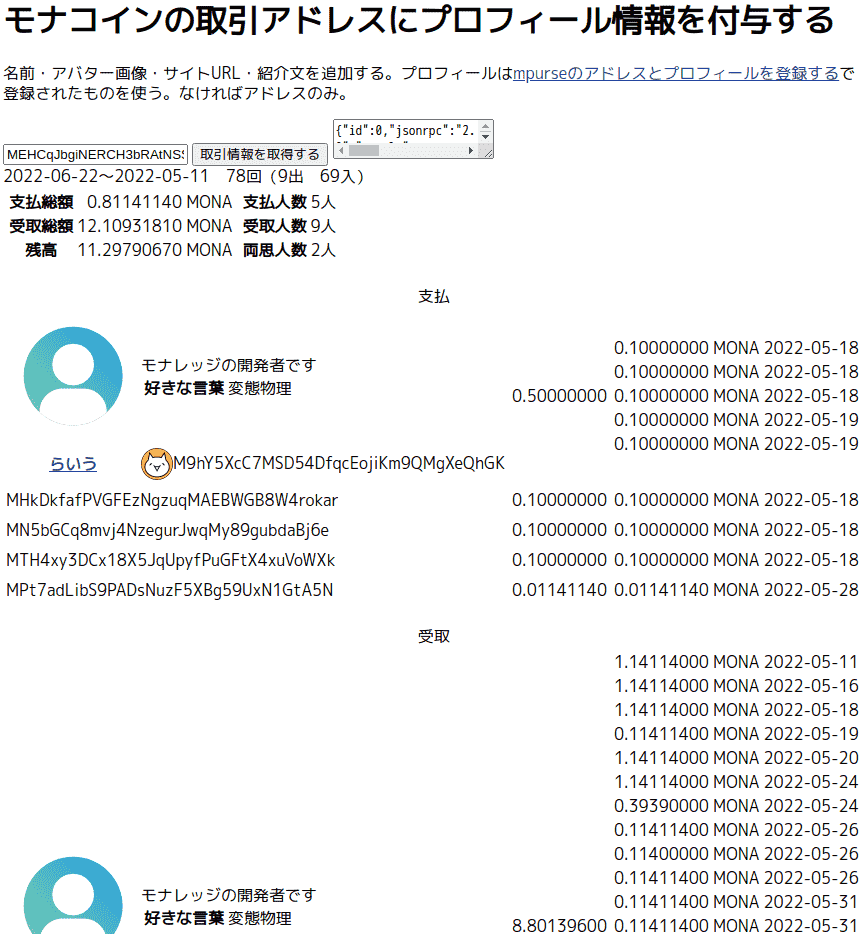 モナコインの取引アドレスにプロフィール情報を付与する
名前・アバター画像・サイトURL・紹介文を追加する。プロフィールはmpurseのアドレスとプロフィールを登録するで
登録されたものを使う。なければアドレスのみ。
MEHCqJbgiNERCH3bRAtNSS 取引情報を取得する {"id":0,"jsonrpc":"2.
2022-06-22～2022-05-11 78回（9出 69入）
支払総額 0.81141140 MONA 支払人数 5人
受取総額 12.10931810 MONA 受取人数 9人
残高 11.29790670 MONA 両思人数 2人
支払
0.10000000 MONA 2022-05-18
モナレッジの開発者です
0.10000000 MONA 2022-05-18
好きな言葉 変態物理
0.50000000 0.10000000 MONA 2022-05-18
0.10000000 MONA 2022-05-19
0.10000000 MONA 2022-05-19
らいう M9hY5XcC7MSD54DfqcEojiKm9QMgXeQhGK
MHkDkfafPVGFEzNgzuqMAEBWGB8W4rokar 0.10000000 0.10000000 MONA 2022-05-18
MN5bGCq8mvj4NzegurJwqMy89gubdaBj6e 0.10000000 0.10000000 MONA 2022-05-18
MTH4xy3DCx18X5JqUpyfPuGFtX4xuVoWXk 0.10000000 0.10000000 MONA 2022-05-18
MPt7adLibS9PADsNuzF5XBg59UxN1GtA5N 0.01141140 0.01141140 MONA 2022-05-28
受取
1.14114000 MONA 2022-05-11
1.14114000 MONA 2022-05-16
1.14114000 MONA 2022-05-18
0.11411400 MONA 2022-05-19
1.14114000 MONA 2022-05-20
1.14114000 MONA 2022-05-24
0.39390000 MONA 2022-05-24
0.11411400 MONA 2022-05-26
0.11400000 MONA 2022-05-26
0.11411400 MONA 2022-05-26
モナレッジの開発者です
0.11411400 MONA 2022-05-31
好きな言葉 変態物理
8.80139600 0.11411400 MONA 2022-05-31